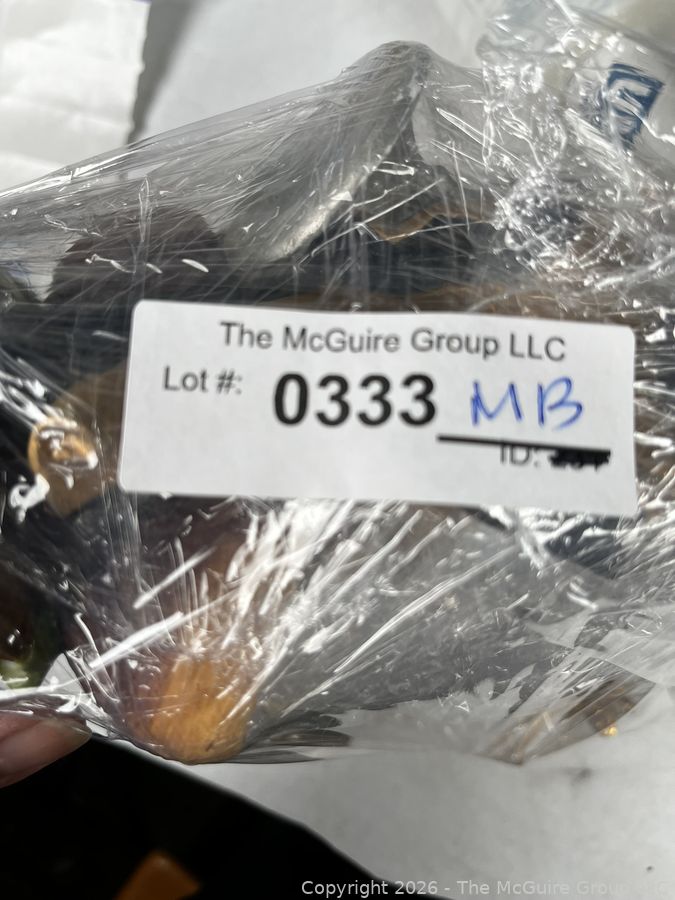 The McGuire Group LLC
Lot #: 0333 MB
ID:
Copyright 2026 - The McGuire Group LLC